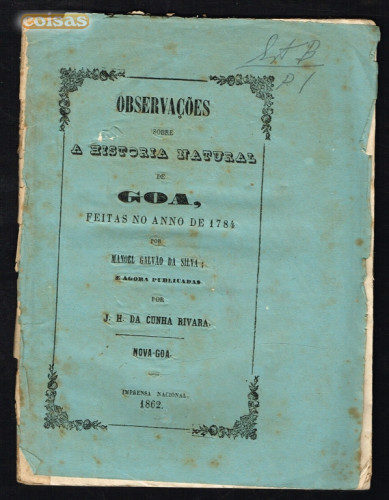 coisas
OBSERVAÇÕES
SOBRE
A HISTORIA NATURAL
DE
GOA,
FEITAS NO ANNO DE 1784
POR
MANOEL GALVÃO DA SILVA;
E AGORA PUBLICADAS
POR
J. H. DA CUNHA RIVARA.
NOVA-GOA.
IMPRENSA NACIONAL.
1862.